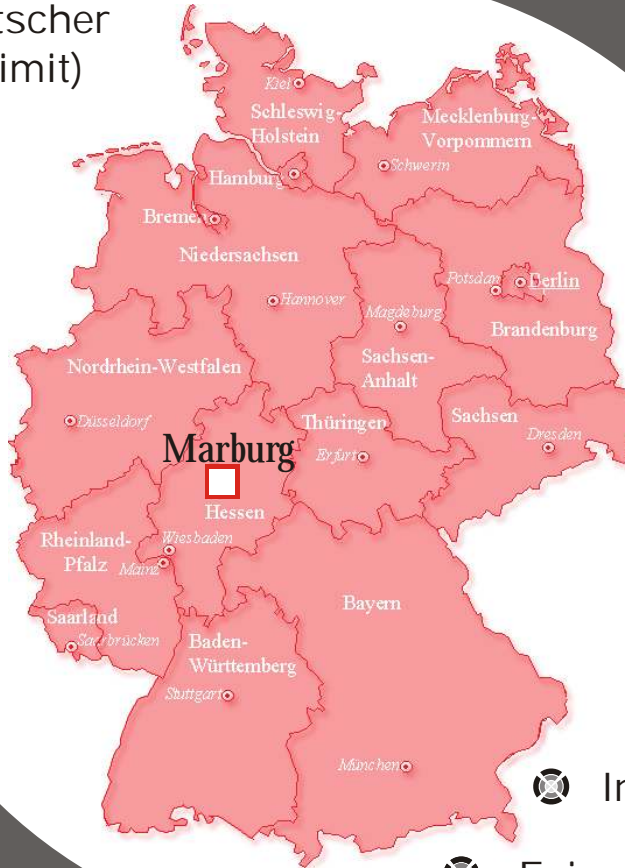 tscher
imit)
Kiel
Schleswig-
Holstein
Mecklenburg-
Vorpommern
Schwerin
Hamburg
Bremen
Niedersachsen
Hannover
Potsdam
Berlin
Magdeburg
Brandenburg
Sachsen-
Anhalt
Nordrhein-Westfalen
Düsseldorf
Thüringen
Sachsen
Dresden
Erfurt
Marburg
Hessen
Rheinland-
Pfalz
Wiesbaden
Mainz
Bayern
Saarland
Saarbrücken
Baden-
Württemberg
Stuttgart
München
In